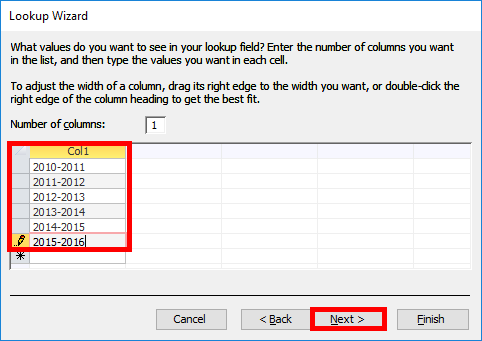 Lookup Wizard
What values do you want to see in your lookup field? Enter the number of columns you want
in the list, and then type the values you want in each cell.
To adjust the width of a column, drag its right edge to the width you want, or double-click the
right edge of the column heading to get the best fit.
Number of columns: 1
Col1
2010-2011
2011-2012
2012-2013
2013-2014
2014-2015
2015-2016
Cancel < Back Next > Finish